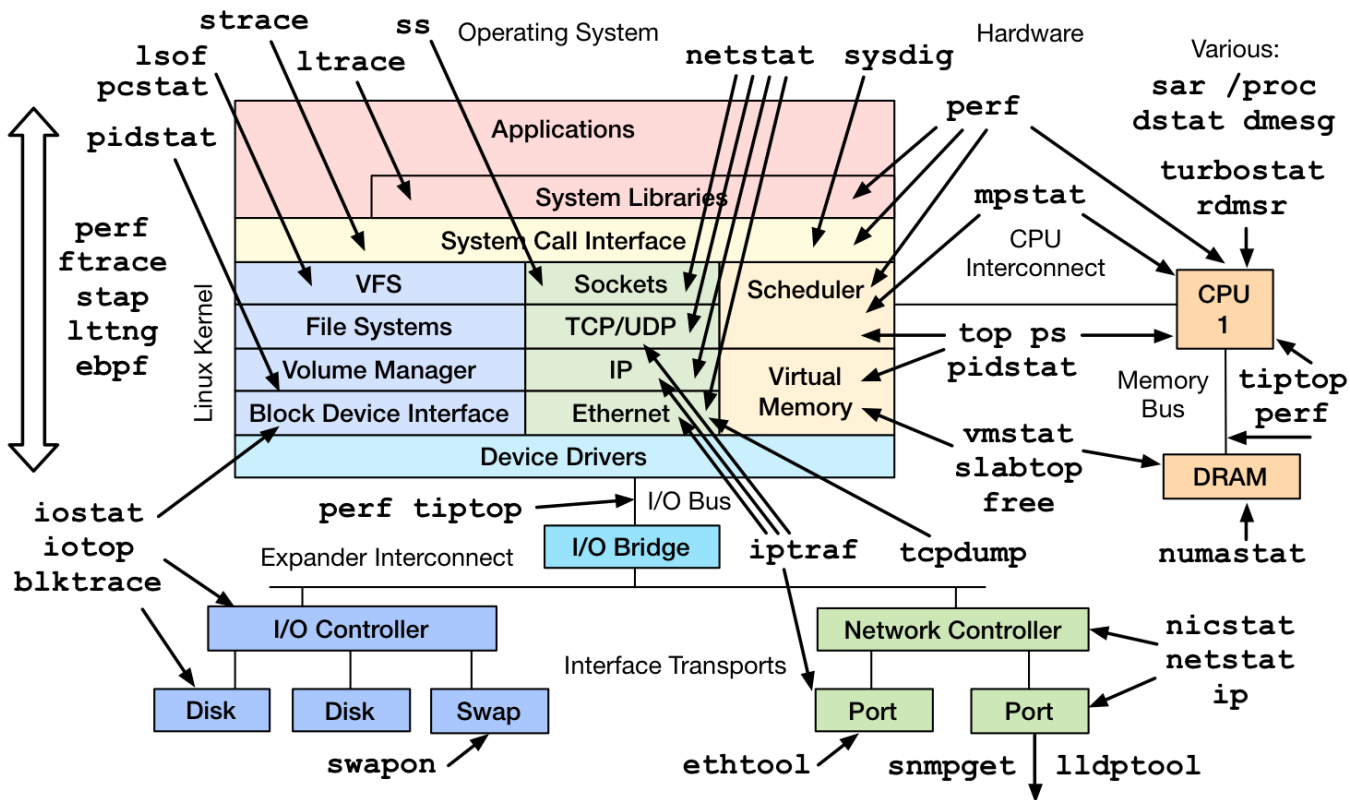 strace
ss
Operating System
Hardware
Various:
lsof
pcstat
ltrace
netstat
sysdig
sar /proc
dstat dmesg
perf
pidstat
Applications
turbostat
rdmsr
System Libraries
mpstat
perf
ftrace
stap
lttng
ebpf
System Call Interface
CPU
Interconnect
Linux Kernel
VFS
Sockets
Scheduler
CPU
1
File Systems
TCP/UDP
top ps
pidstat
Volume Manager
IP
Virtual
Memory
Memory
Bus
tiptop
perf
Block Device Interface
Ethernet
vmstat
slabtop
free
Device Drivers
DRAM
iostat
iotop
blktrace
perf tiptop
I/O Bus
Expander Interconnect
I/O Bridge
iptraf
tcpdump
numastat
I/O Controller
Network Controller
nicstat
netstat
ip
Interface Transports
Disk
Disk
Swap
Port
Port
swapon
ethtool
snmpget
lldptool